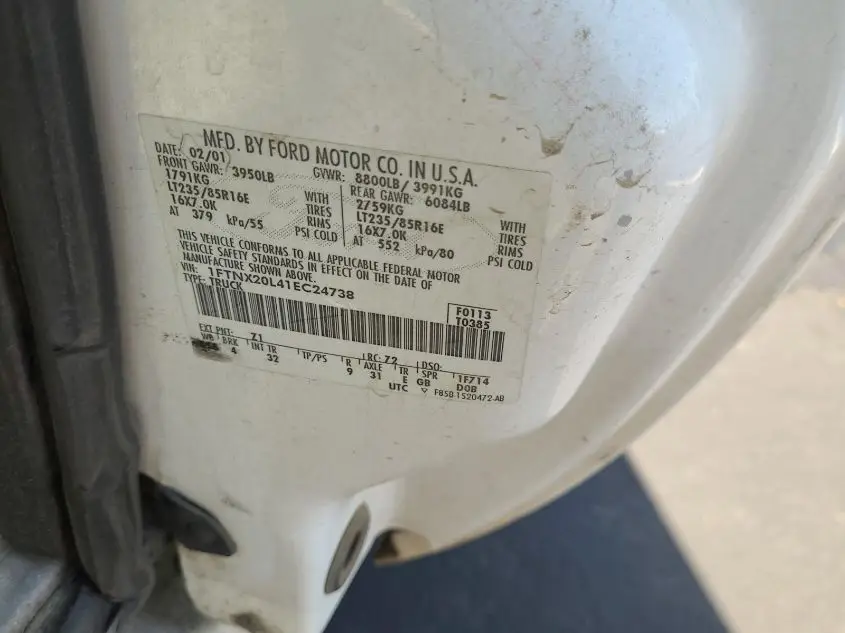 MFD. BY FORD MOTOR CO. IN U.S.A.
DATE: 02/01 GVWR: 8800LB/ 3991KG
FRONT GAWR: 3950LB REAR GAWR: 6084LB
1791KG WITH 2759KG WITH
LT235/85R16E TIRES LT235/85R16E TIRES
16X7.0K RIMS 16X7.0K RIMS
AT 379 kPa/55 PSI COLD AT 552 kPa/80 PSI COLD
THIS VEHICLE CONFORMS TO ALL APPLICABLE FEDERAL MOTOR
VEHICLE SAFETY STANDARDS IN EFFECT ON THE DATE OF
MANUFACTURE SHOWN ABOVE.
VIN: 1FTNX20L41EC24738
TYPE: TRUCK
F0113
T0385
EXT PNT: Z1 RC: 72 DSO:
WB BRK INT TR TP/PS R AXLE TR SPR 1F714
4 32 9 31 E GB DOB
UTC F85B 1520472-AB